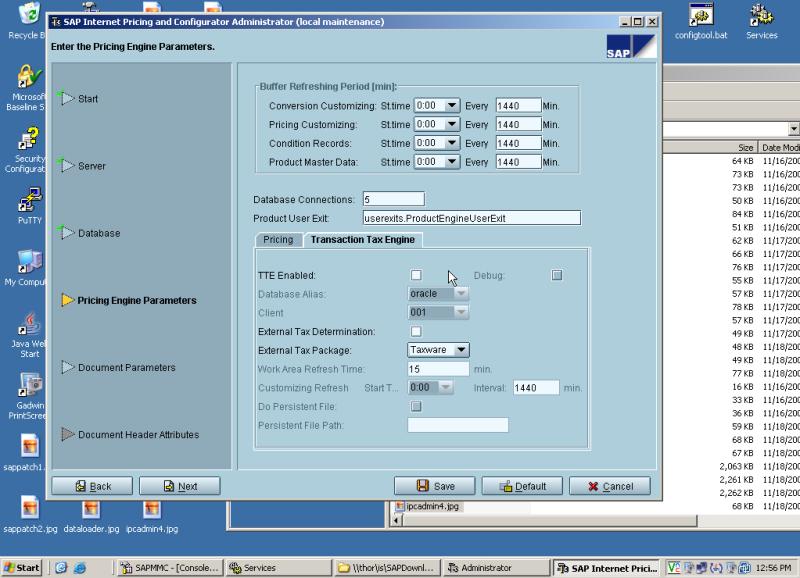 SAP Internet Pricing and Configurator Administrator (local maintenance)
Enter the Pricing Engine Parameters.
SAP
Start
Server
Database
Pricing Engine Parameters
Document Parameters
Document Header Attributes
Buffer Refreshing Period [min]:
Conversion Customizing: St.time 0:00 Every 1440 Min.
Pricing Customizing: St.time 0:00 Every 1440 Min.
Condition Records: St.time 0:00 Every 1440 Min.
Product Master Data: St.time 0:00 Every 1440 Min.
Database Connections: 5
Product User Exit: userexits.ProductEngineUserExit
Pricing Transaction Tax Engine
TTE Enabled: Debug:
Database Alias: oracle
Client 001
External Tax Determination:
External Tax Package: Taxware
Work Area Refresh Time: 15 min.
Customizing Refresh Start T... 0:00 Interval: 1440 min.
Do Persistent File:
Persistent File Path:
Back Next Save Default Cancel
Recycle B
Microsof
Baseline S
Security
Configurat
PuTTY
My Compu
Java We
Start
Gadwin
PrintScree
sappatch1.
sappatch2.jpg dataloader.jpg ipcadmin4.jpg
configtool.bat Services
Size Date Modi
64 KB 11/16/200
73 KB 11/16/200
73 KB 11/16/200
50 KB 11/16/200
84 KB 11/16/200
51 KB 11/16/200
62 KB 11/17/200
66 KB 11/17/200
76 KB 11/17/200
55 KB 11/17/200
57 KB 11/17/200
78 KB 11/17/200
57 KB 11/17/200
49 KB 11/18/200
48 KB 11/18/200
49 KB 11/18/200
77 KB 11/18/200
16 KB 11/18/200
33 KB 11/18/200
36 KB 11/18/200
59 KB 11/18/200
68 KB 11/18/200
67 KB 11/18/200
2,063 KB 11/18/200
2,261 KB 11/18/200
2,262 KB 11/18/200
ipcadmin4.jpg 68 KB 11/18/200
Start SAPMMC - [Console... Services \\thor\is\SAPDownl... Administrator SAP Internet Prici... 12:56 PM